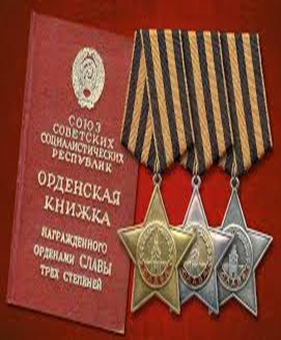 СОЮЗ
СОВЕТСКИХ
СОЦИАЛИСТИЧЕСКИХ
РЕСПУБЛИК
ОРДЕНСКАЯ
КНИЖКА
НАГРАЖДЕННОГО
ОРДЕНАМИ СЛАВЫ
ТРЕХ СТЕПЕНЕЙ